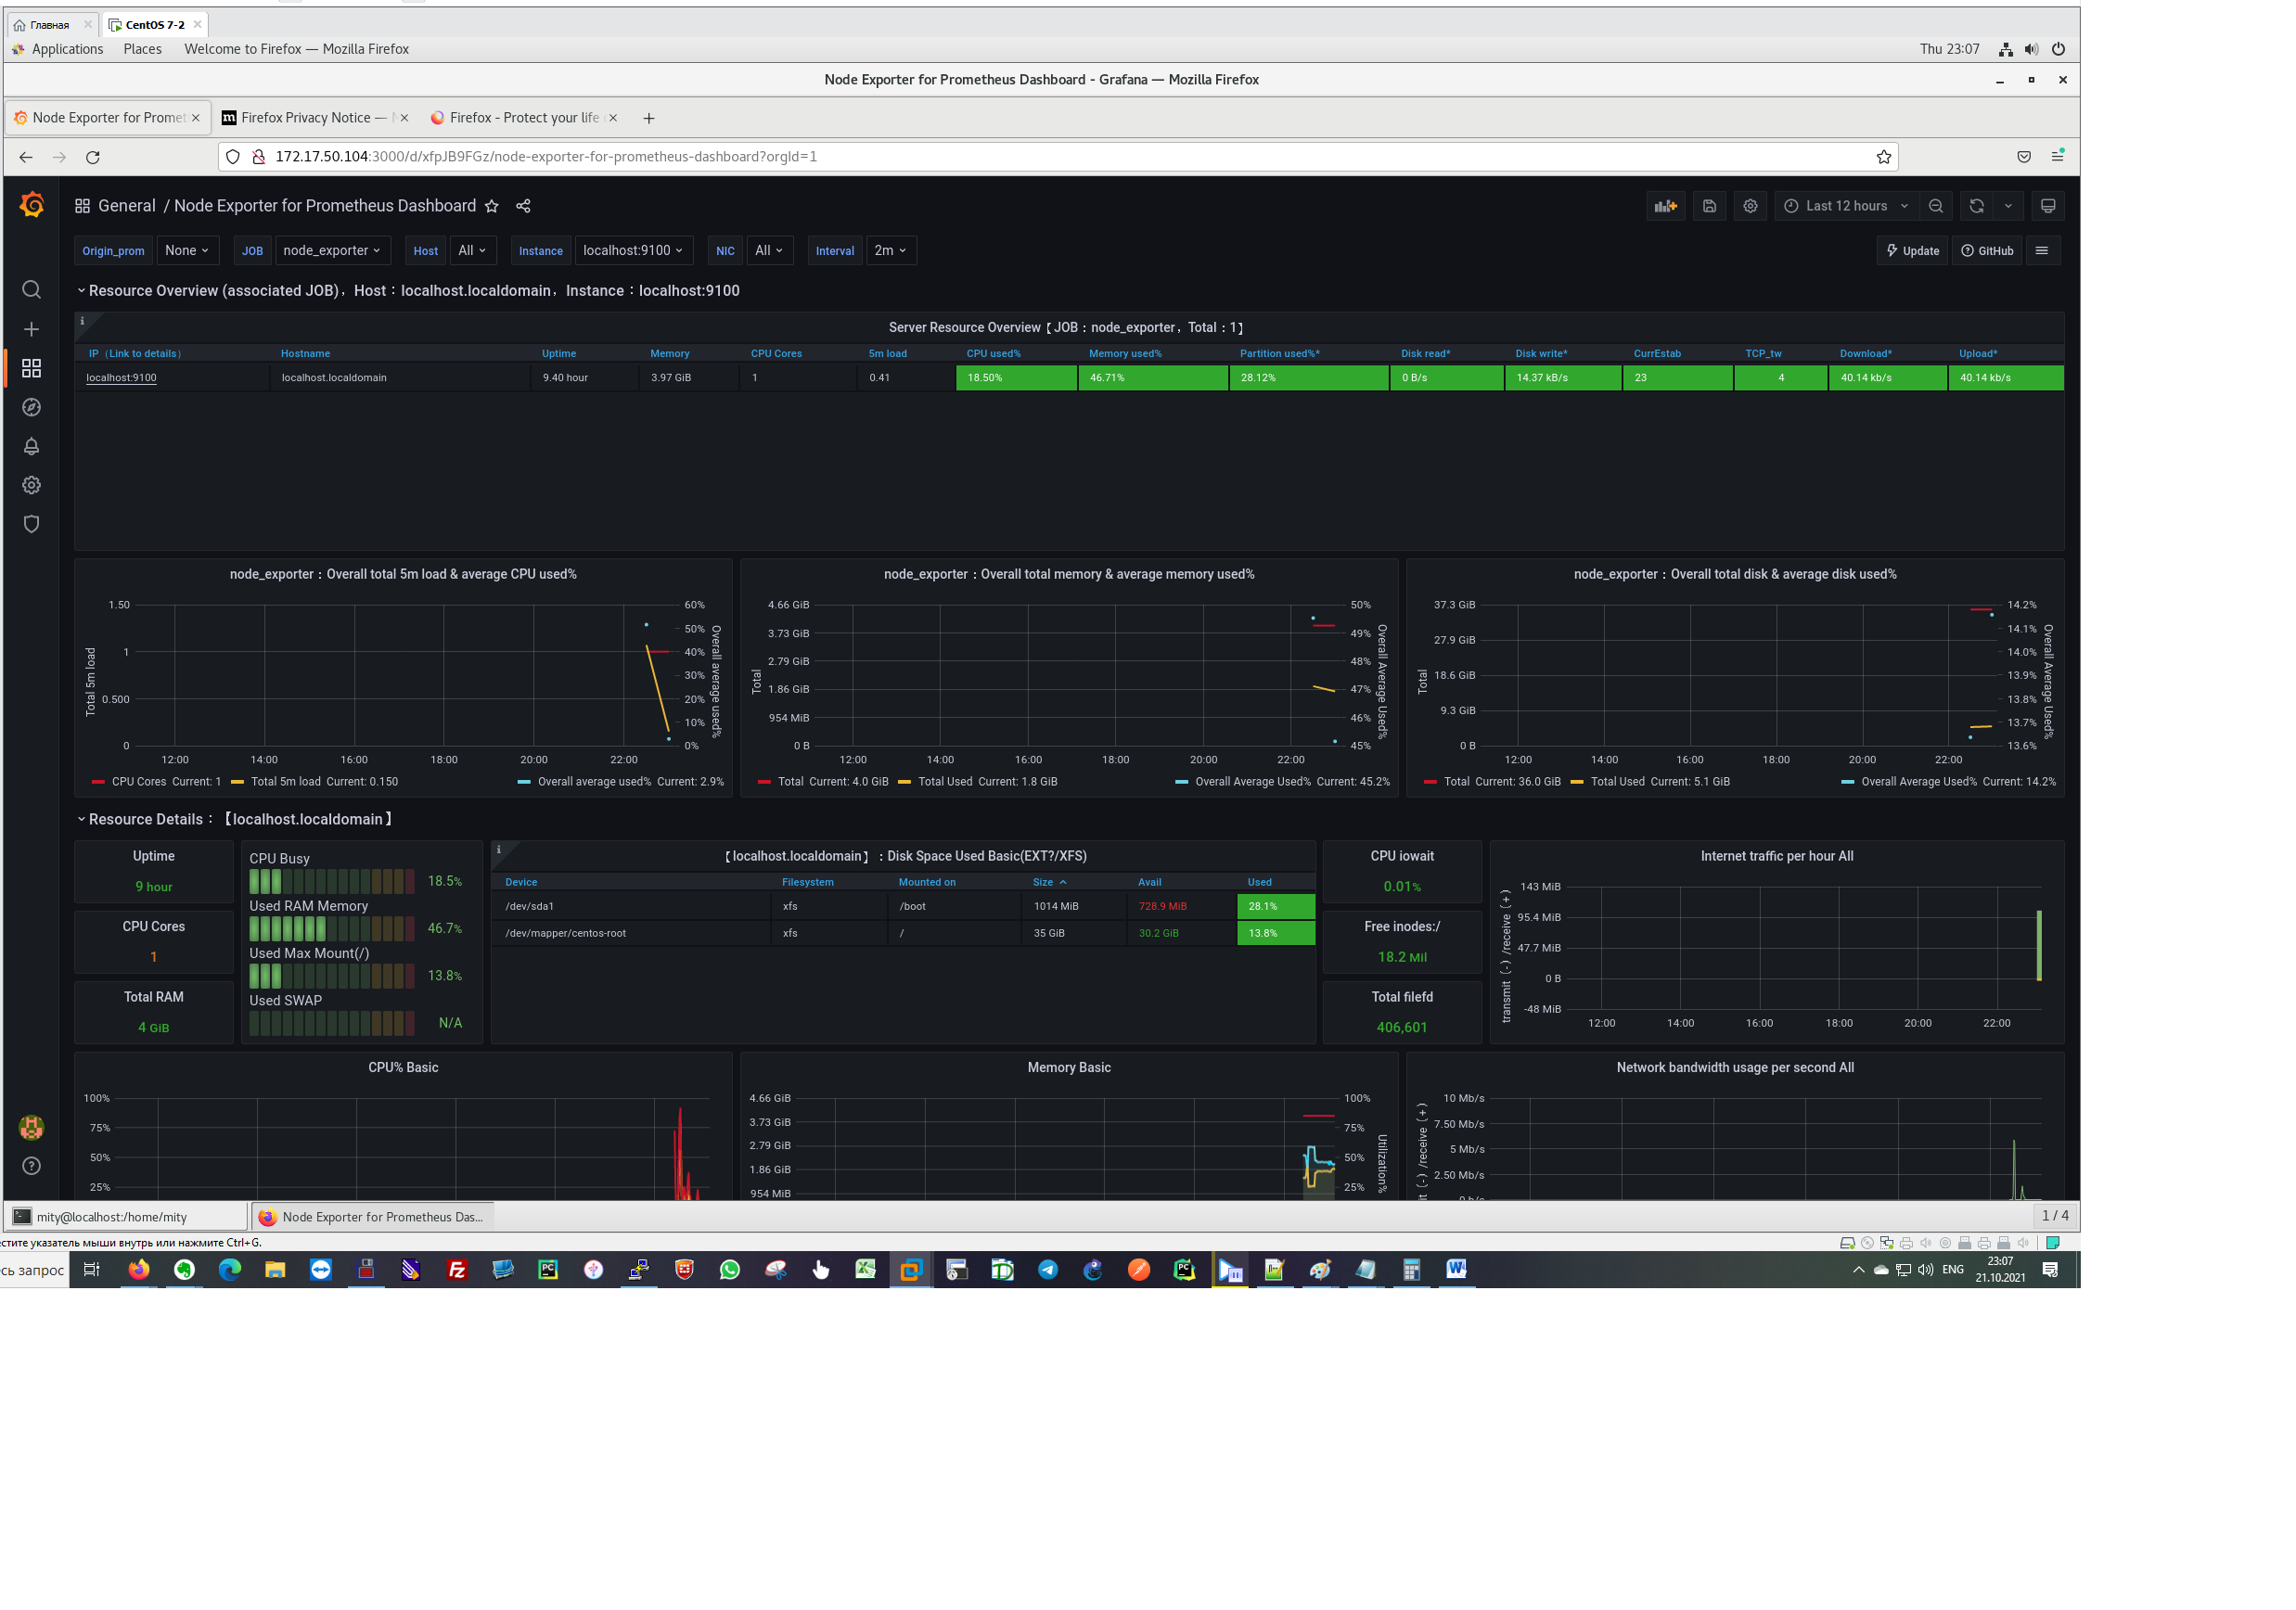 Главная
CentOS 7-2
Applications Places Welcome to Firefox — Mozilla Firefox Thu 23:07
Node Exporter for Prometheus Dashboard - Grafana — Mozilla Firefox
Node Exporter for Promet Firefox Privacy Notice — Firefox - Protect your life
172.17.50.104:3000/d/xfpJB9FGz/node-exporter-for-prometheus-dashboard?orgId=1
General / Node Exporter for Prometheus Dashboard Last 12 hours
Origin_prom None JOB node_exporter Host All Instance localhost:9100 NIC All Interval 2m Update GitHub
Resource Overview (associated JOB)，Host：localhost.localdomain，Instance：localhost:9100
Server Resource Overview【JOB：node_exporter，Total：1】
IP（Link to details） Hostname Uptime Memory CPU Cores 5m load CPU used% Memory used% Partition used%* Disk read* Disk write* CurrEstab TCP_tw Download* Upload*
localhost:9100 localhost.localdomain 9.40 hour 3.97 GiB 1 0.41 18.50% 46.71% 28.12% 0 B/s 14.37 kB/s 23 4 40.14 kb/s 40.14 kb/s
node_exporter：Overall total 5m load & average CPU used%
1.50
1
0.500
0
Total 5m load
60%
50%
40%
30%
20%
10%
0%
Overall average used%
12:00 14:00 16:00 18:00 20:00 22:00
CPU Cores Current: 1 Total 5m load Current: 0.150 Overall average used% Current: 2.9%
node_exporter：Overall total memory & average memory used%
4.66 GiB
3.73 GiB
2.79 GiB
1.86 GiB
954 MiB
0 B
Total
50%
49%
48%
47%
46%
45%
Overall Average Used%
12:00 14:00 16:00 18:00 20:00 22:00
Total Current: 4.0 GiB Total Used Current: 1.8 GiB Overall Average Used% Current: 45.2%
node_exporter：Overall total disk & average disk used%
37.3 GiB
27.9 GiB
18.6 GiB
9.3 GiB
0 B
Total
14.2%
14.1%
14.0%
13.9%
13.8%
13.7%
13.6%
Overall Average Used%
12:00 14:00 16:00 18:00 20:00 22:00
Total Current: 36.0 GiB Total Used Current: 5.1 GiB Overall Average Used% Current: 14.2%
Resource Details：【localhost.localdomain】
Uptime
9 hour
CPU Cores
1
Total RAM
4 GiB
CPU Busy
18.5%
Used RAM Memory
46.7%
Used Max Mount(/)
13.8%
Used SWAP
N/A
【localhost.localdomain】：Disk Space Used Basic(EXT?/XFS)
Device Filesystem Mounted on Size Avail Used
/dev/sda1 xfs /boot 1014 MiB 728.9 MiB 28.1%
/dev/mapper/centos-root xfs / 35 GiB 30.2 GiB 13.8%
CPU iowait
0.01%
Free inodes:/
18.2 Mil
Total filefd
406,601
Internet traffic per hour All
143 MiB
95.4 MiB
47.7 MiB
0 B
-48 MiB
transmit（-）/receive（+）
12:00 14:00 16:00 18:00 20:00 22:00
CPU% Basic
100%
75%
50%
25%
Memory Basic
4.66 GiB
3.73 GiB
2.79 GiB
1.86 GiB
954 MiB
100%
75%
50%
25%
Utilization%
Network bandwidth usage per second All
10 Mb/s
7.50 Mb/s
5 Mb/s
2.50 Mb/s
0 b/s
（-）/receive（+）
mity@localhost:/home/mity Node Exporter for Prometheus Das... 1 / 4
стите указатель мыши внутрь или нажмите Ctrl+G.
сь запрос
ENG
23:07
21.10.2021